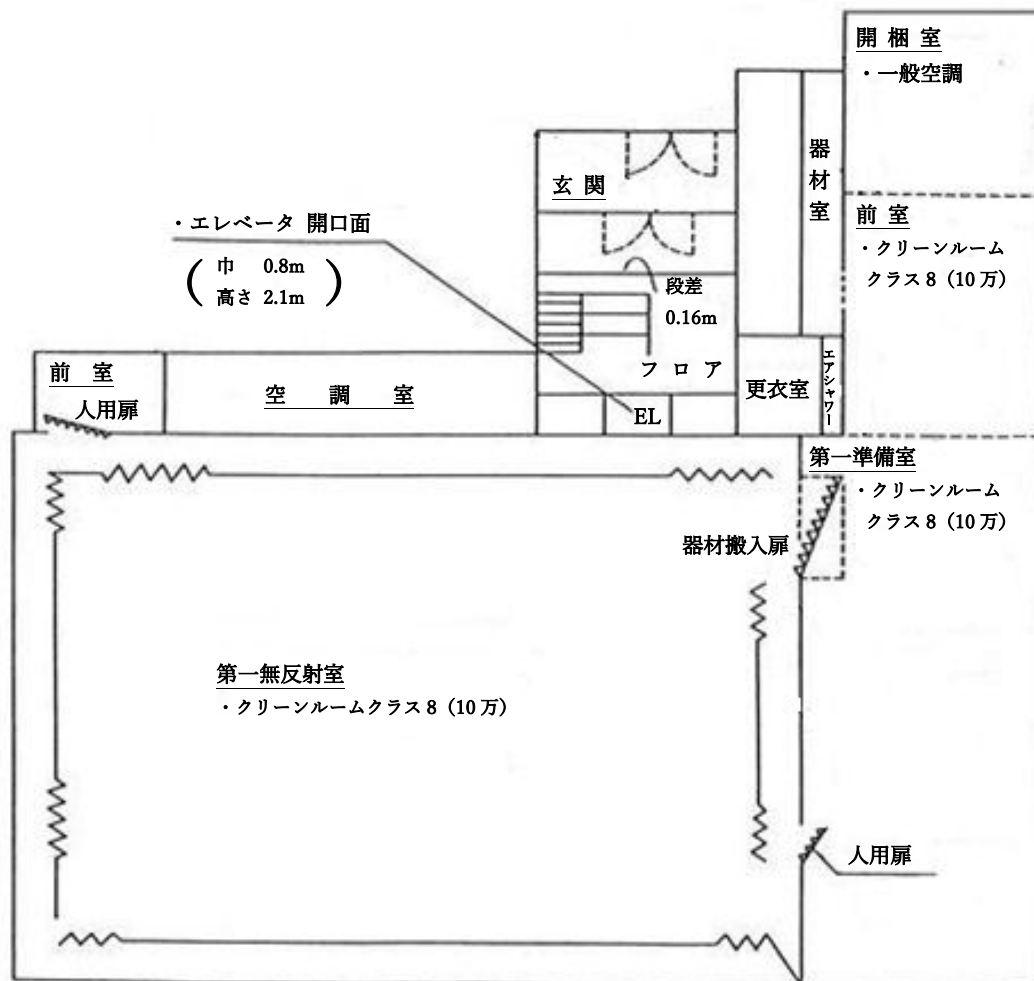 開 梱 室
・一般空調
器材室
玄 関
前 室
・クリーンルーム
クラス8（10万）
・エレベータ 開口面
（巾 0.8m
高さ 2.1m）
段差
0.16m
フ ロ ア
エアシャワー
更衣室
EL
前 室
人用扉
空 調 室
第一準備室
・クリーンルーム
クラス8（10万）
器材搬入扉
第一無反射室
・クリーンルームクラス8（10万）
人用扉